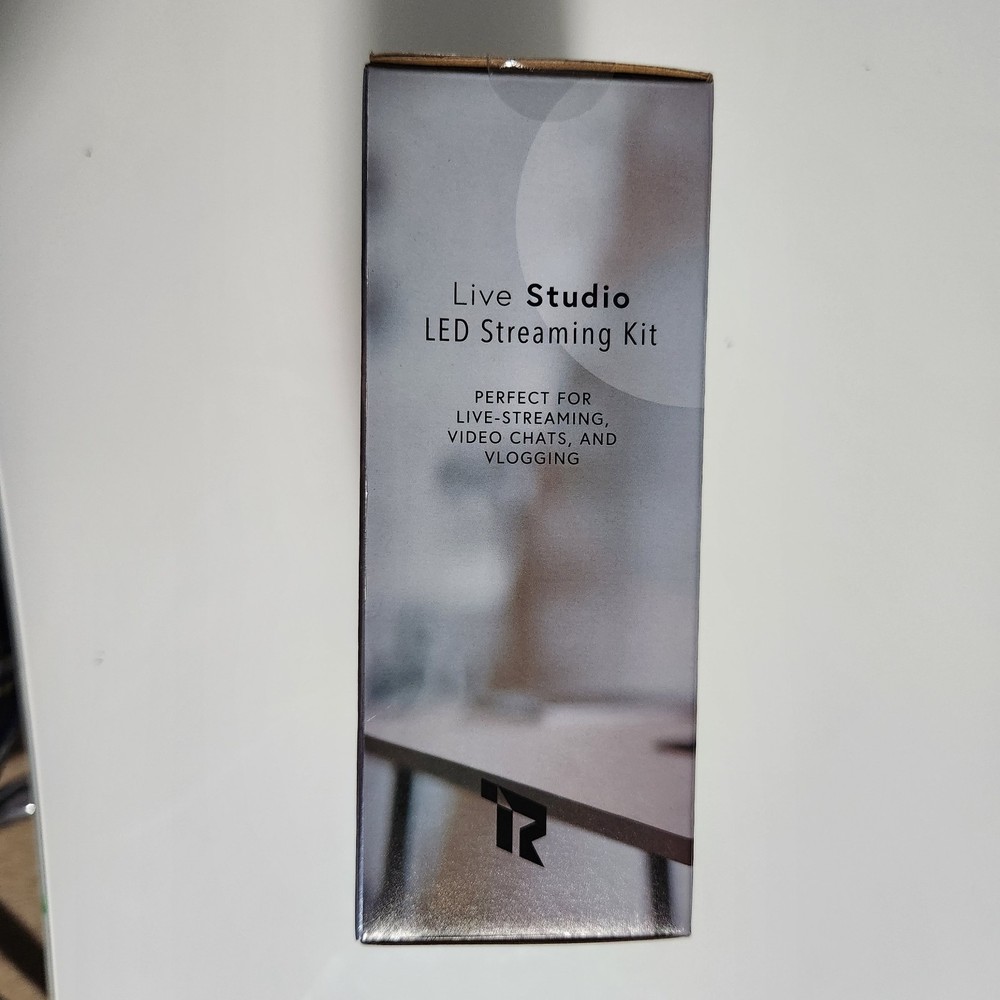 Live Studio
LED Streaming Kit
PERFECT FOR
LIVE-STREAMING,
VIDEO CHATS, AND
VLOGGING